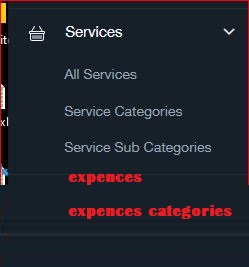 Services
All Services
Service Categories
Service Sub Categories
expences
expences categories